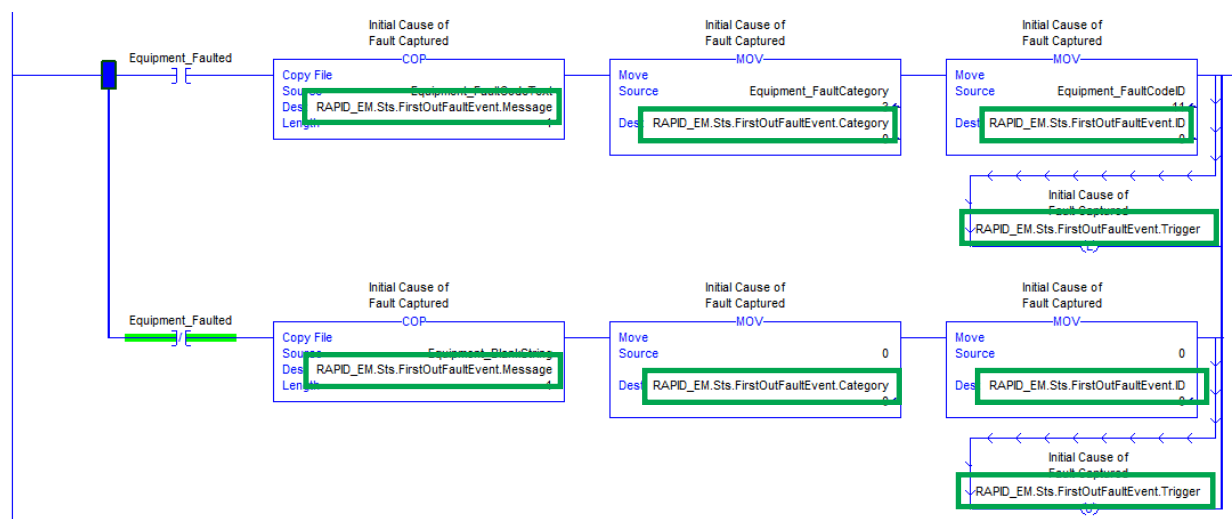 Initial Cause of
Fault Captured
Equipment_Faulted
COP
Copy File
Source Equipment_FaultCodeText
Dest RAPID_EM.Sts.FirstOutFaultEvent.Message
Length 1
Initial Cause of
Fault Captured
MOV
Move
Source Equipment_FaultCategory
Dest RAPID_EM.Sts.FirstOutFaultEvent.Category
Initial Cause of
Fault Captured
MOV
Move
Source Equipment_FaultCodeID
11
Dest RAPID_EM.Sts.FirstOutFaultEvent.ID
Initial Cause of
Fault Captured
RAPID_EM.Sts.FirstOutFaultEvent.Trigger
L
Initial Cause of
Fault Captured
Equipment_Faulted
COP
Copy File
Source Equipment_BlankString
Dest RAPID_EM.Sts.FirstOutFaultEvent.Message
Length 1
Initial Cause of
Fault Captured
MOV
Move
Source 0
Dest RAPID_EM.Sts.FirstOutFaultEvent.Category
0
Initial Cause of
Fault Captured
MOV
Move
Source 0
Dest RAPID_EM.Sts.FirstOutFaultEvent.ID
0
Initial Cause of
Fault Captured
RAPID_EM.Sts.FirstOutFaultEvent.Trigger
U